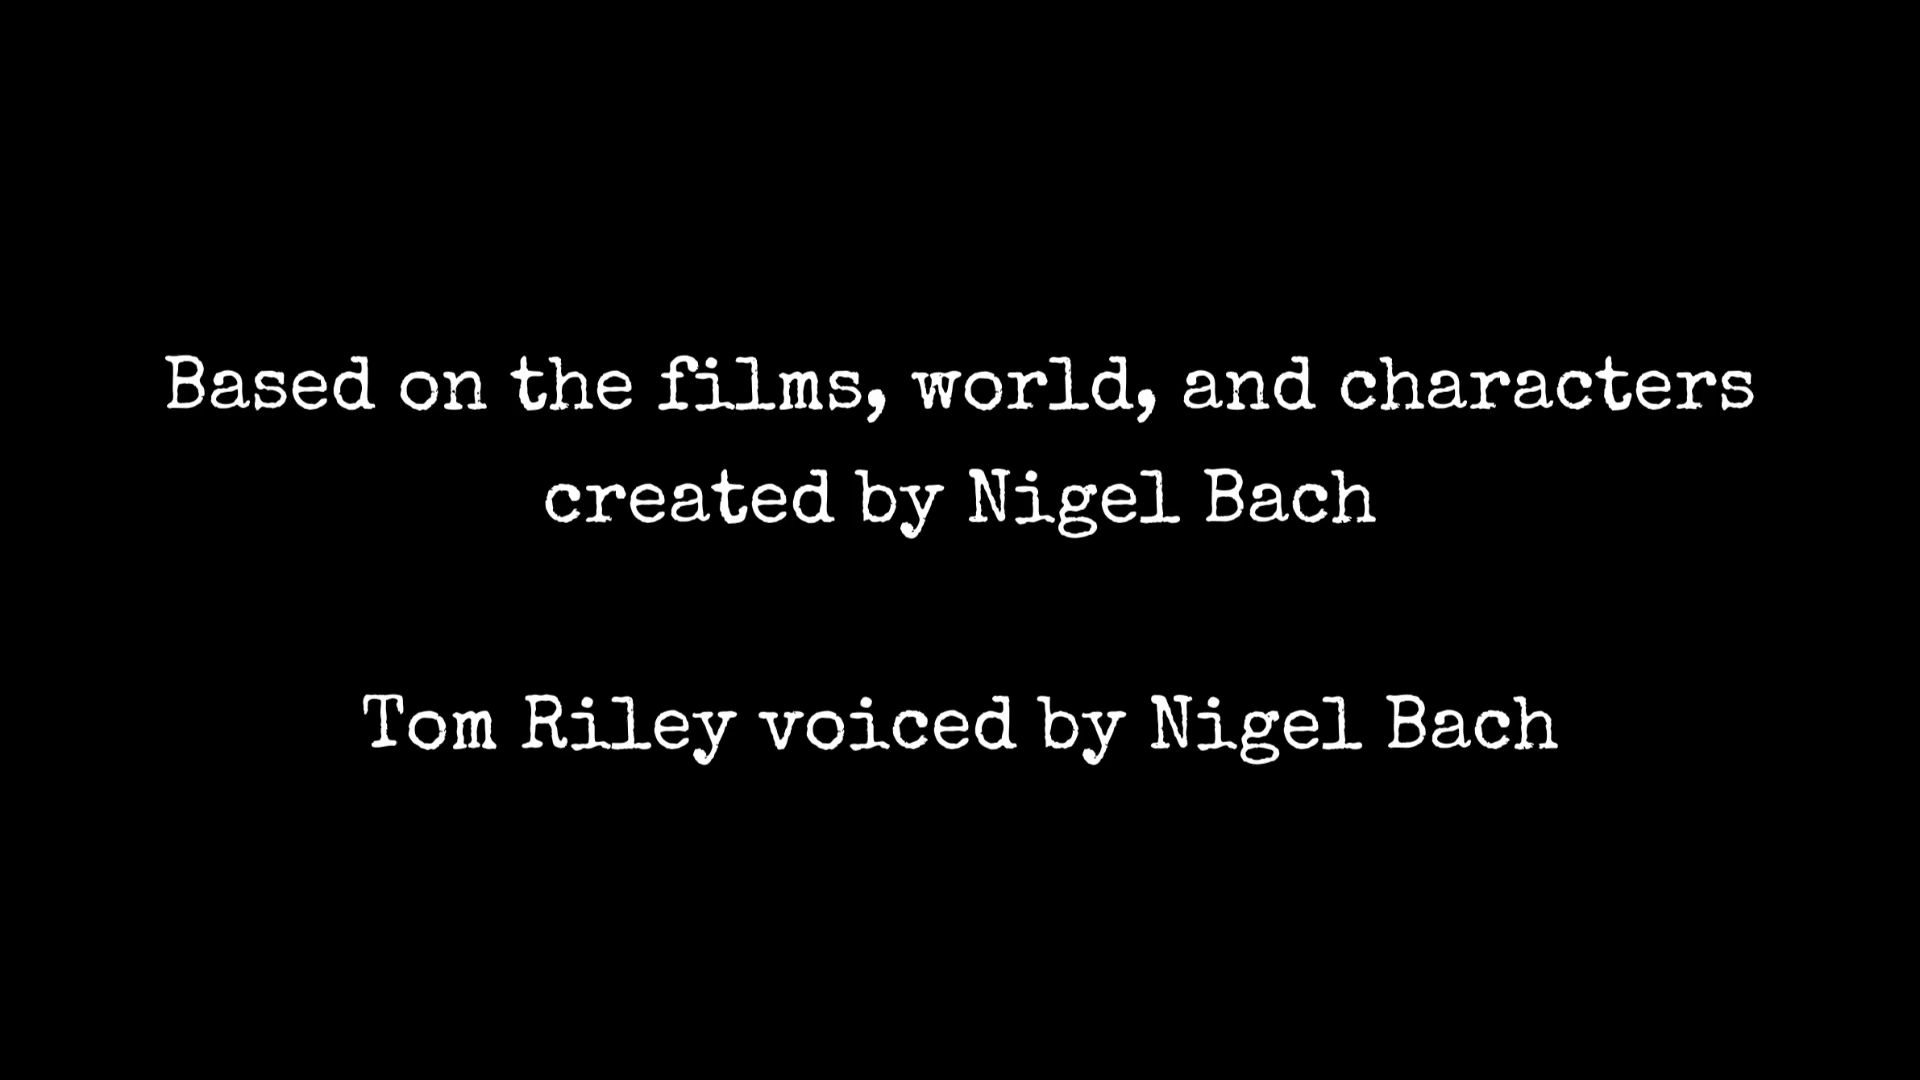 Based on the films, world, and characters
created by Nigel Bach
Tom Riley voiced by Nigel Bach